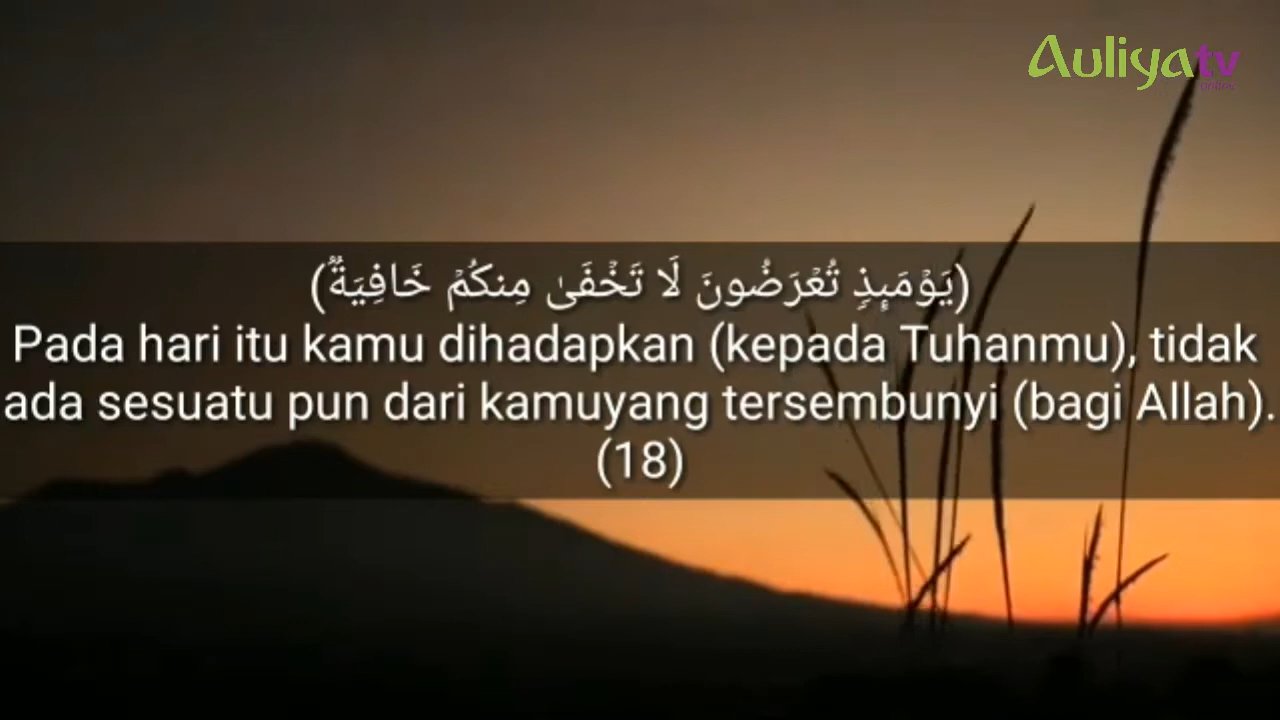 Auliyatv
(يَوۡمَئِذٖ تُعۡرَضُونَ لَا تَخۡفَىٰ مِنكُمۡ خَافِيَةٞ)
Pada hari itu kamu dihadapkan (kepada Tuhanmu), tidak
ada sesuatu pun dari kamuyang tersembunyi (bagi Allah).
(18)